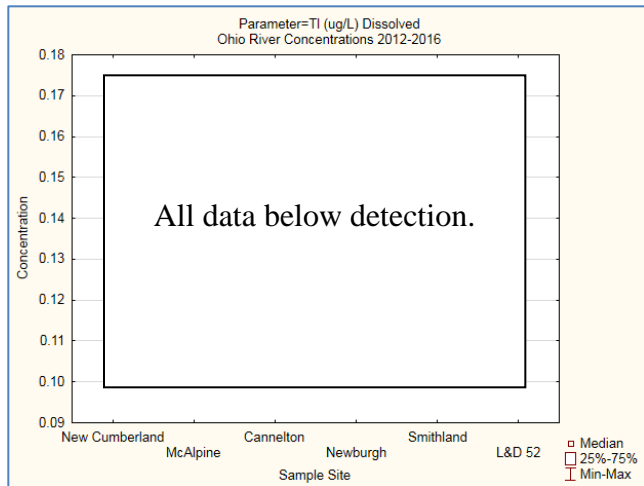 Parameter=Tl (ug/L) Dissolved
Ohio River Concentrations 2012-2016
0.18
0.17
0.16
0.15
0.14
0.13
0.12
0.11
0.10
0.09
Concentration
All data below detection.
New Cumberland
McAlpine
Cannelton
Newburgh
Smithland
L&D 52
Sample Site
Median
25%-75%
Min-Max